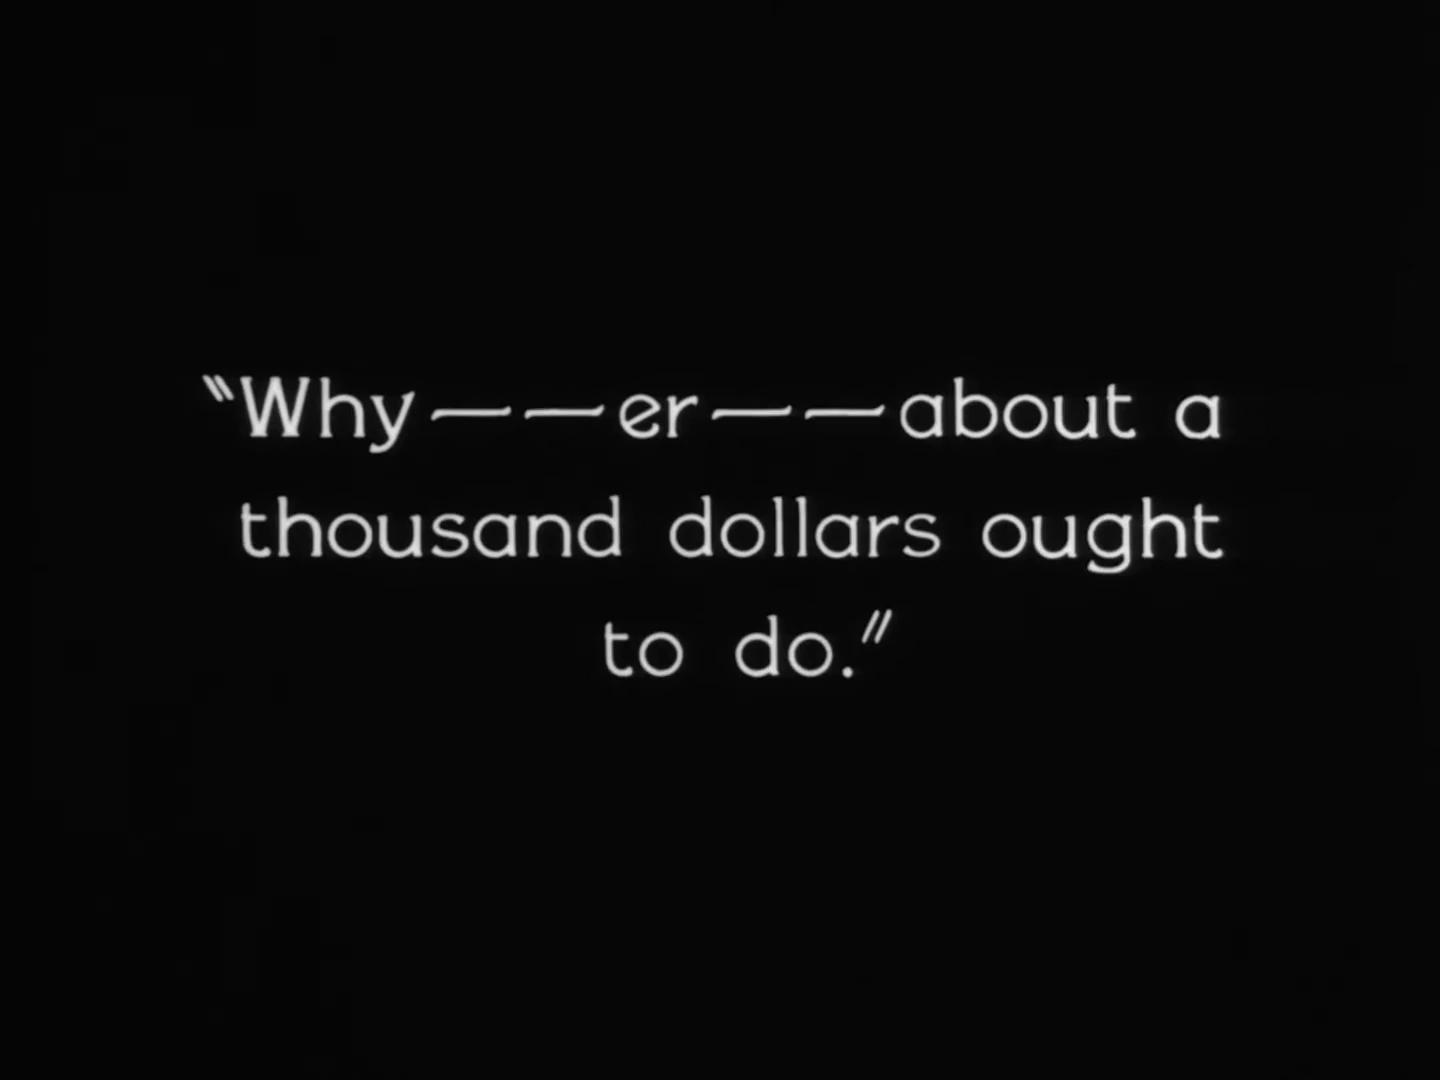 "Why——er——about a
thousand dollars ought
to do."